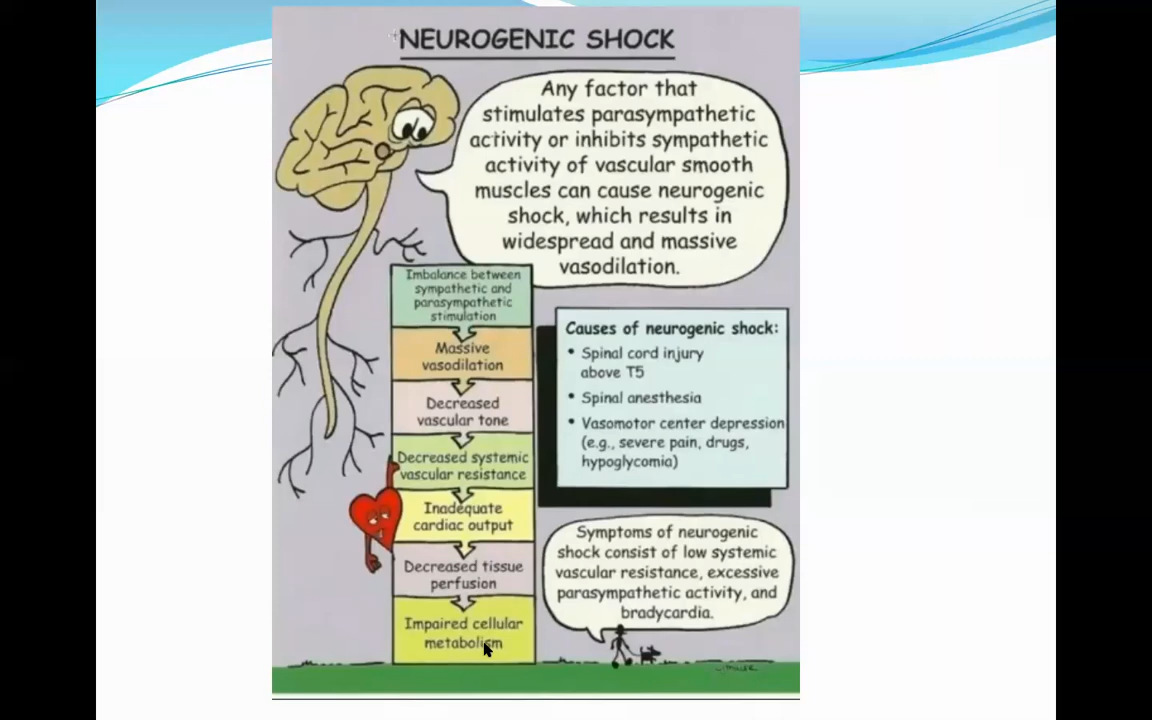 NEUROGENIC SHOCK
Any factor that
stimulates parasympathetic
activity or inhibits sympathetic
activity of vascular smooth
muscles can cause neurogenic
shock, which results in
widespread and massive
vasodilation.
Imbalance between
sympathetic and
parasympathetic
stimulation
Massive
vasodilation
Decreased
vascular tone
Decreased systemic
vascular resistance
Inadequate
cardiac output
Decreased tissue
perfusion
Impaired cellular
metabolism
Causes of neurogenic shock:
• Spinal cord injury
above T5
• Spinal anesthesia
• Vasomotor center depression
(e.g., severe pain, drugs,
hypoglycomia)
Symptoms of neurogenic
shock consist of low systemic
vascular resistance, excessive
parasympathetic activity, and
bradycardia.